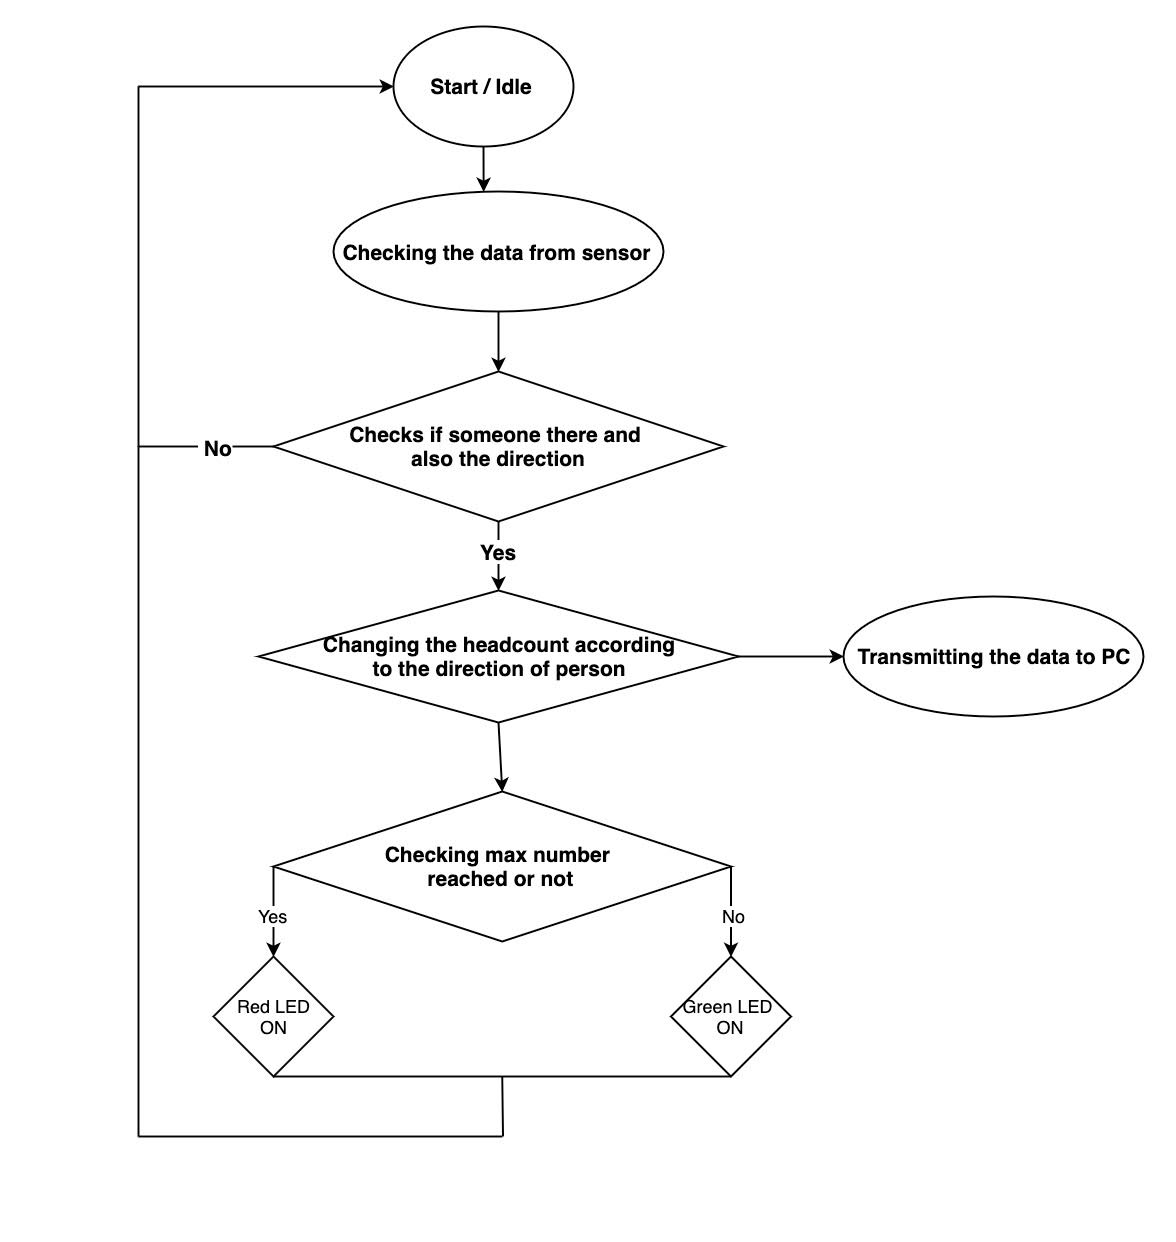 Start / Idle
Checking the data from sensor
Checks if someone there and
also the direction
No
Yes
Changing the headcount according
to the direction of person
Transmitting the data to PC
Checking max number
reached or not
Yes
No
Red LED
ON
Green LED
ON